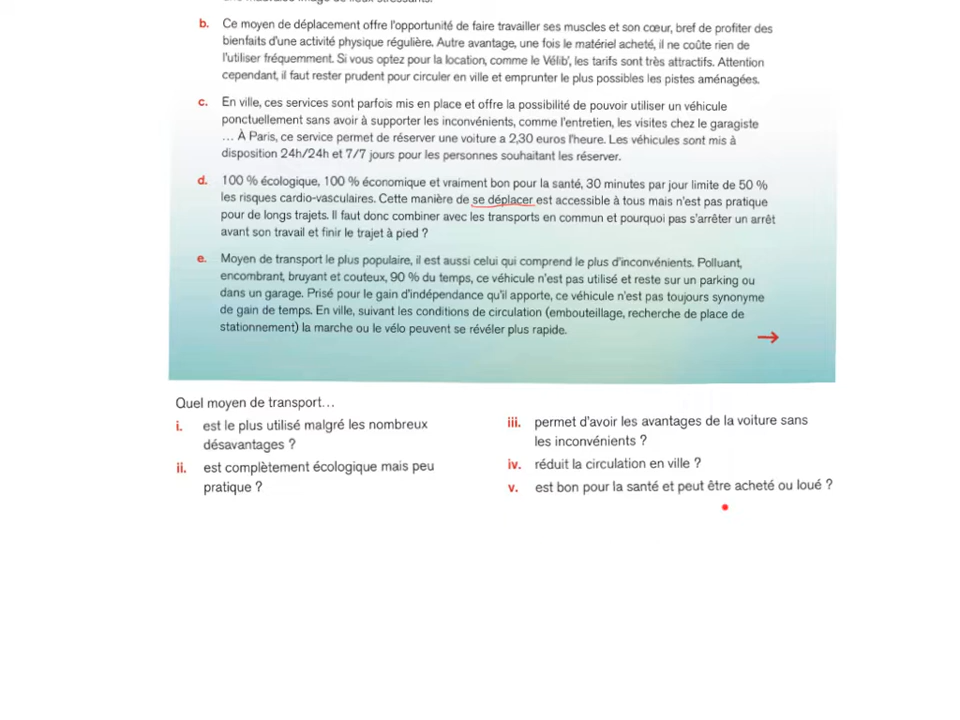 b. Ce moyen de déplacement offre l'opportunité de faire travailler ses muscles et son cœur, bref de profiter des
bienfaits d'une activité physique régulière. Autre avantage, une fois le matériel acheté, il ne coûte rien de
l'utiliser fréquemment. Si vous optez pour la location, comme le Vélib', les tarifs sont très attractifs. Attention
cependant, il faut rester prudent pour circuler en ville et emprunter le plus possibles les pistes aménagées.
c. En ville, ces services sont parfois mis en place et offre la possibilité de pouvoir utiliser un véhicule
ponctuellement sans avoir à supporter les inconvénients, comme l'entretien, les visites chez le garagiste
... À Paris, ce service permet de réserver une voiture a 2,30 euros l'heure. Les véhicules sont mis à
disposition 24h/24h et 7/7 jours pour les personnes souhaitant les réserver.
d. 100 % écologique, 100 % économique et vraiment bon pour la santé, 30 minutes par jour limite de 50 %
les risques cardio-vasculaires. Cette manière de se déplacer est accessible à tous mais n'est pas pratique
pour de longs trajets. Il faut donc combiner avec les transports en commun et pourquoi pas s'arrêter un arrêt
avant son travail et finir le trajet à pied ?
e. Moyen de transport le plus populaire, il est aussi celui qui comprend le plus d'inconvénients. Polluant,
encombrant, bruyant et couteux, 90 % du temps, ce véhicule n'est pas utilisé et reste sur un parking ou
dans un garage. Prisé pour le gain d'indépendance qu'il apporte, ce véhicule n'est pas toujours synonyme
de gain de temps. En ville, suivant les conditions de circulation (embouteillage, recherche de place de
stationnement) la marche ou le vélo peuvent se révéler plus rapide.
→
Quel moyen de transport...
i. est le plus utilisé malgré les nombreux
désavantages ?
ii. est complètement écologique mais peu
pratique ?
iii. permet d'avoir les avantages de la voiture sans
les inconvénients ?
iv. réduit la circulation en ville ?
v. est bon pour la santé et peut être acheté ou loué ?